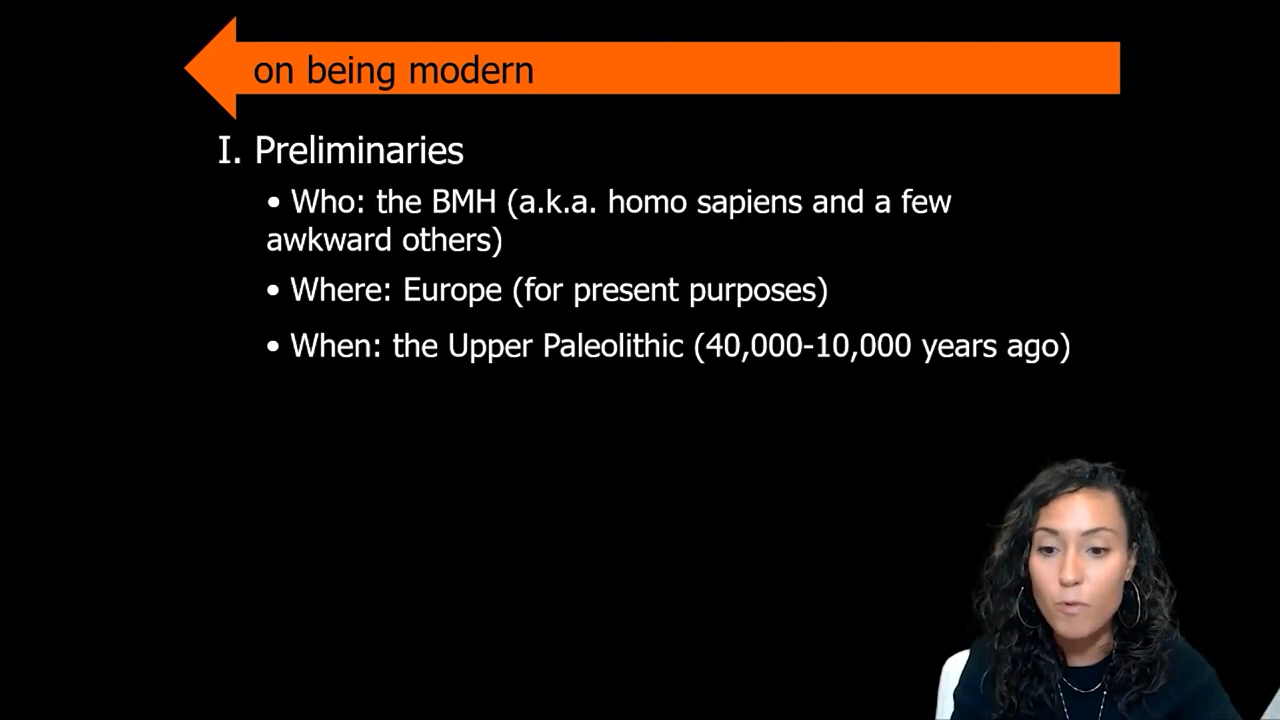 on being modern
I. Preliminaries
• Who: the BMH (a.k.a. homo sapiens and a few
awkward others)
• Where: Europe (for present purposes)
• When: the Upper Paleolithic (40,000-10,000 years ago)